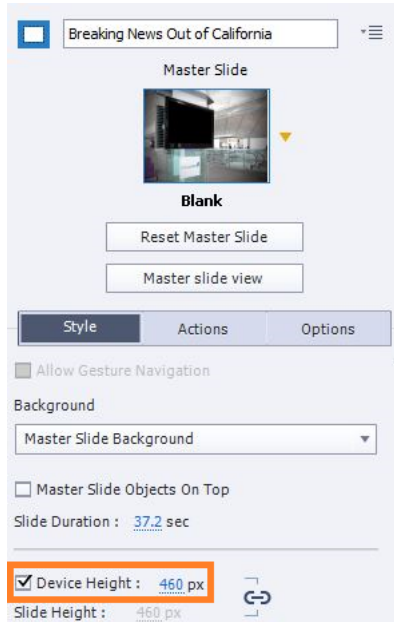 Breaking News Out of California
Master Slide
Blank
Reset Master Slide
Master slide view
Style Actions Options
Allow Gesture Navigation
Background
Master Slide Background
Master Slide Objects On Top
Slide Duration : 37.2 sec
Device Height : 460 px
Slide Height : 460 px